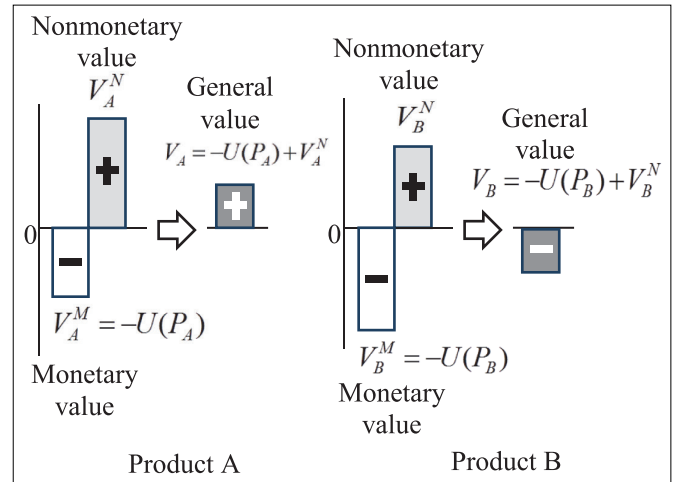 Nonmonetary
value
V_A^N
General
value
V_A = −U(P_A) + V_A^N
+
+
0
−
V_A^M = −U(P_A)
Monetary
value
Product A
Nonmonetary
value
V_B^N
General
value
V_B = −U(P_B) + V_B^N
+
0
−
−
V_B^M = −U(P_B)
Monetary
value
Product B